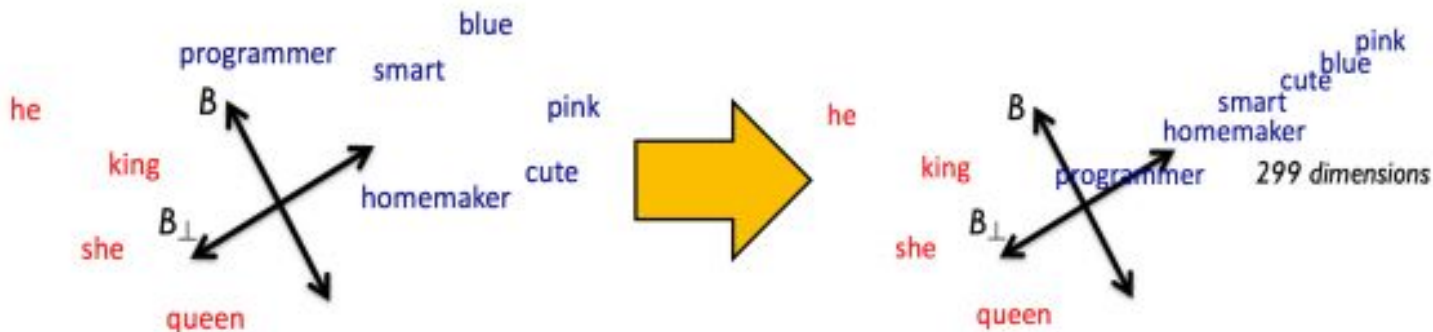 blue
programmer
smart
B
he
pink
king
cute
homemaker
B⊥
she
queen
pink
blue
cute
smart
B
he
homemaker
king
programmer
299 dimensions
B⊥
she
queen